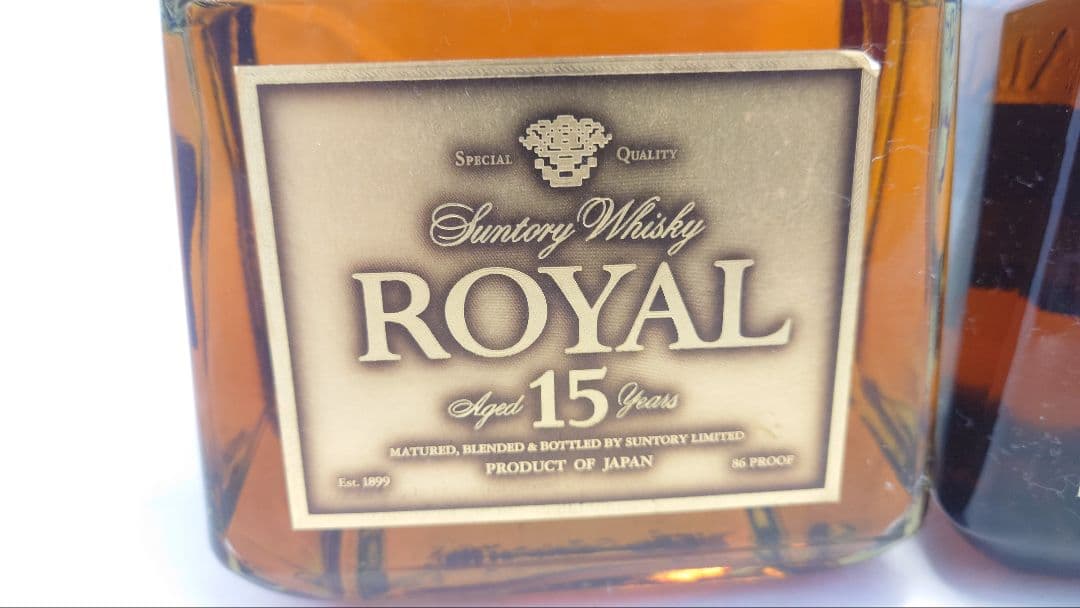 SPECIAL QUALITY
Suntory Whisky
ROYAL
Aged 15 Years
MATURED, BLENDED & BOTTLED BY SUNTORY LIMITED
PRODUCT OF JAPAN
Est. 1899
86 PROOF